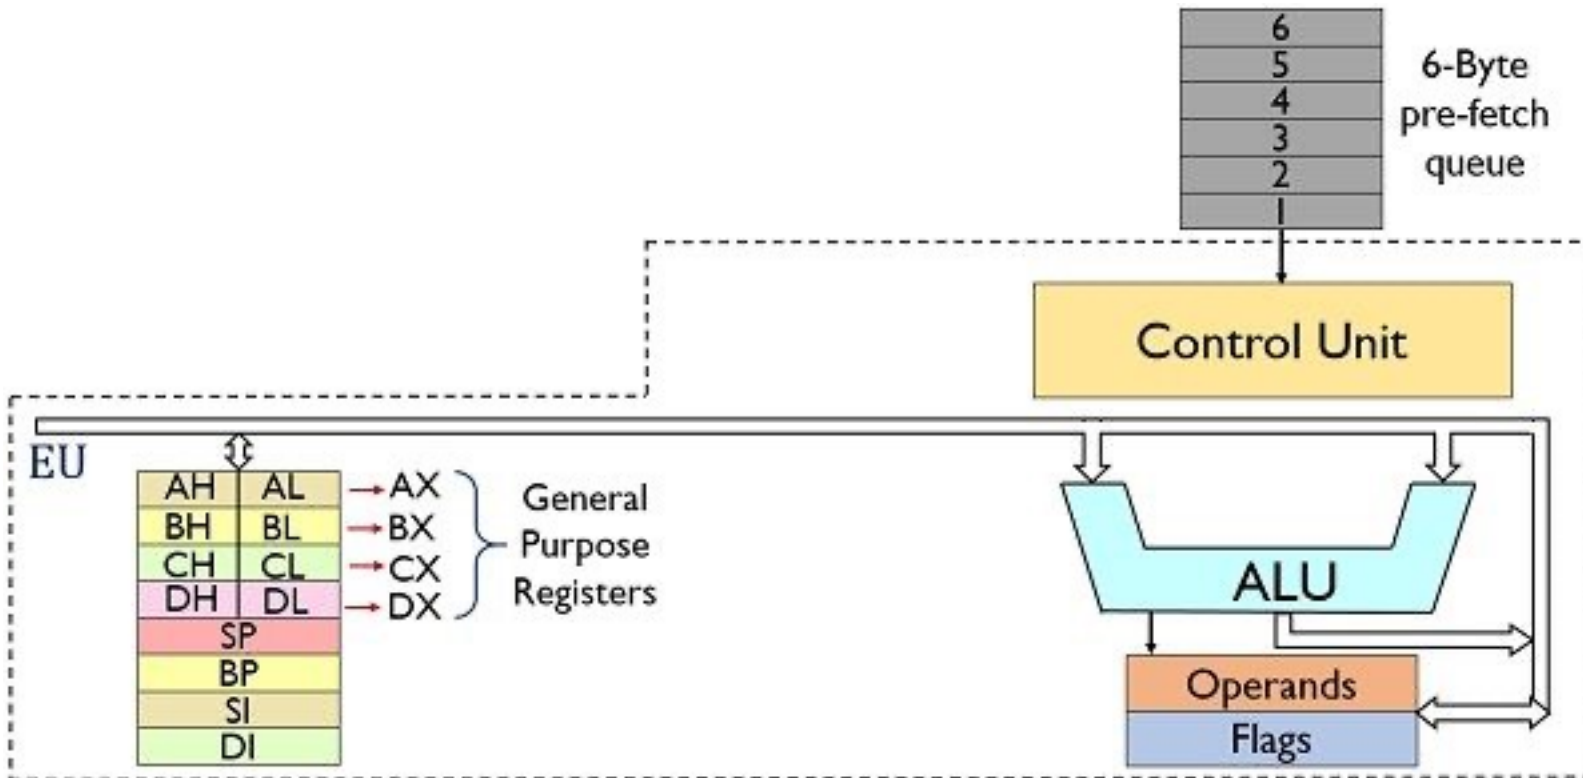 6
5
4
3
2
1
6-Byte
pre-fetch
queue
Control Unit
EU
AH AL → AX
BH BL → BX
CH CL → CX
DH DL → DX
SP
BP
SI
DI
General
Purpose
Registers
ALU
Operands
Flags